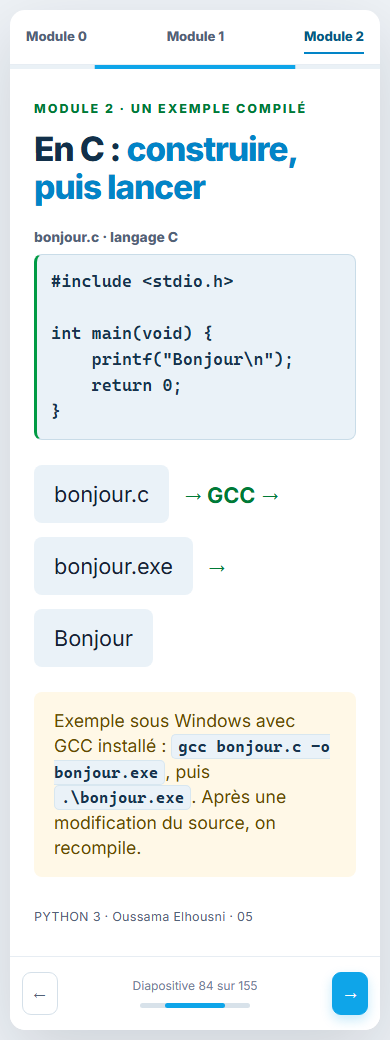 Module 0 Module 1 Module 2
MODULE 2 · UN EXEMPLE COMPILÉ
En C : construire,
puis lancer
bonjour.c · langage C
#include <stdio.h>
int main(void) {
    printf("Bonjour\n");
    return 0;
}
bonjour.c → GCC →
bonjour.exe →
Bonjour
Exemple sous Windows avec
GCC installé : gcc bonjour.c -o
bonjour.exe, puis
.\bonjour.exe. Après une
modification du source, on
recompile.
PYTHON 3 · Oussama Elhousni · 05
← Diapositive 84 sur 155 →